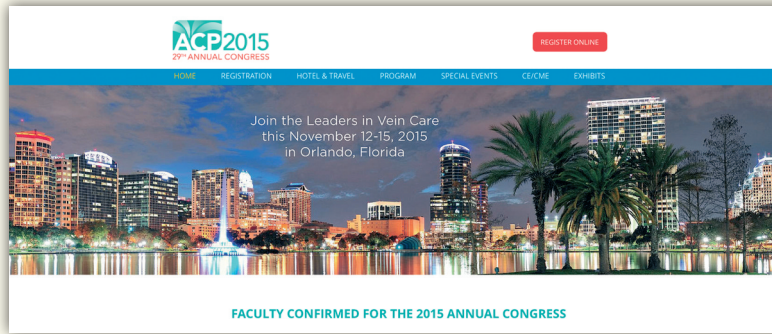 ACP2015
29TH ANNUAL CONGRESS
REGISTER ONLINE
HOME REGISTRATION HOTEL & TRAVEL PROGRAM SPECIAL EVENTS CE/CME EXHIBITS
Join the Leaders in Vein Care
this November 12-15, 2015
in Orlando, Florida
FACULTY CONFIRMED FOR THE 2015 ANNUAL CONGRESS